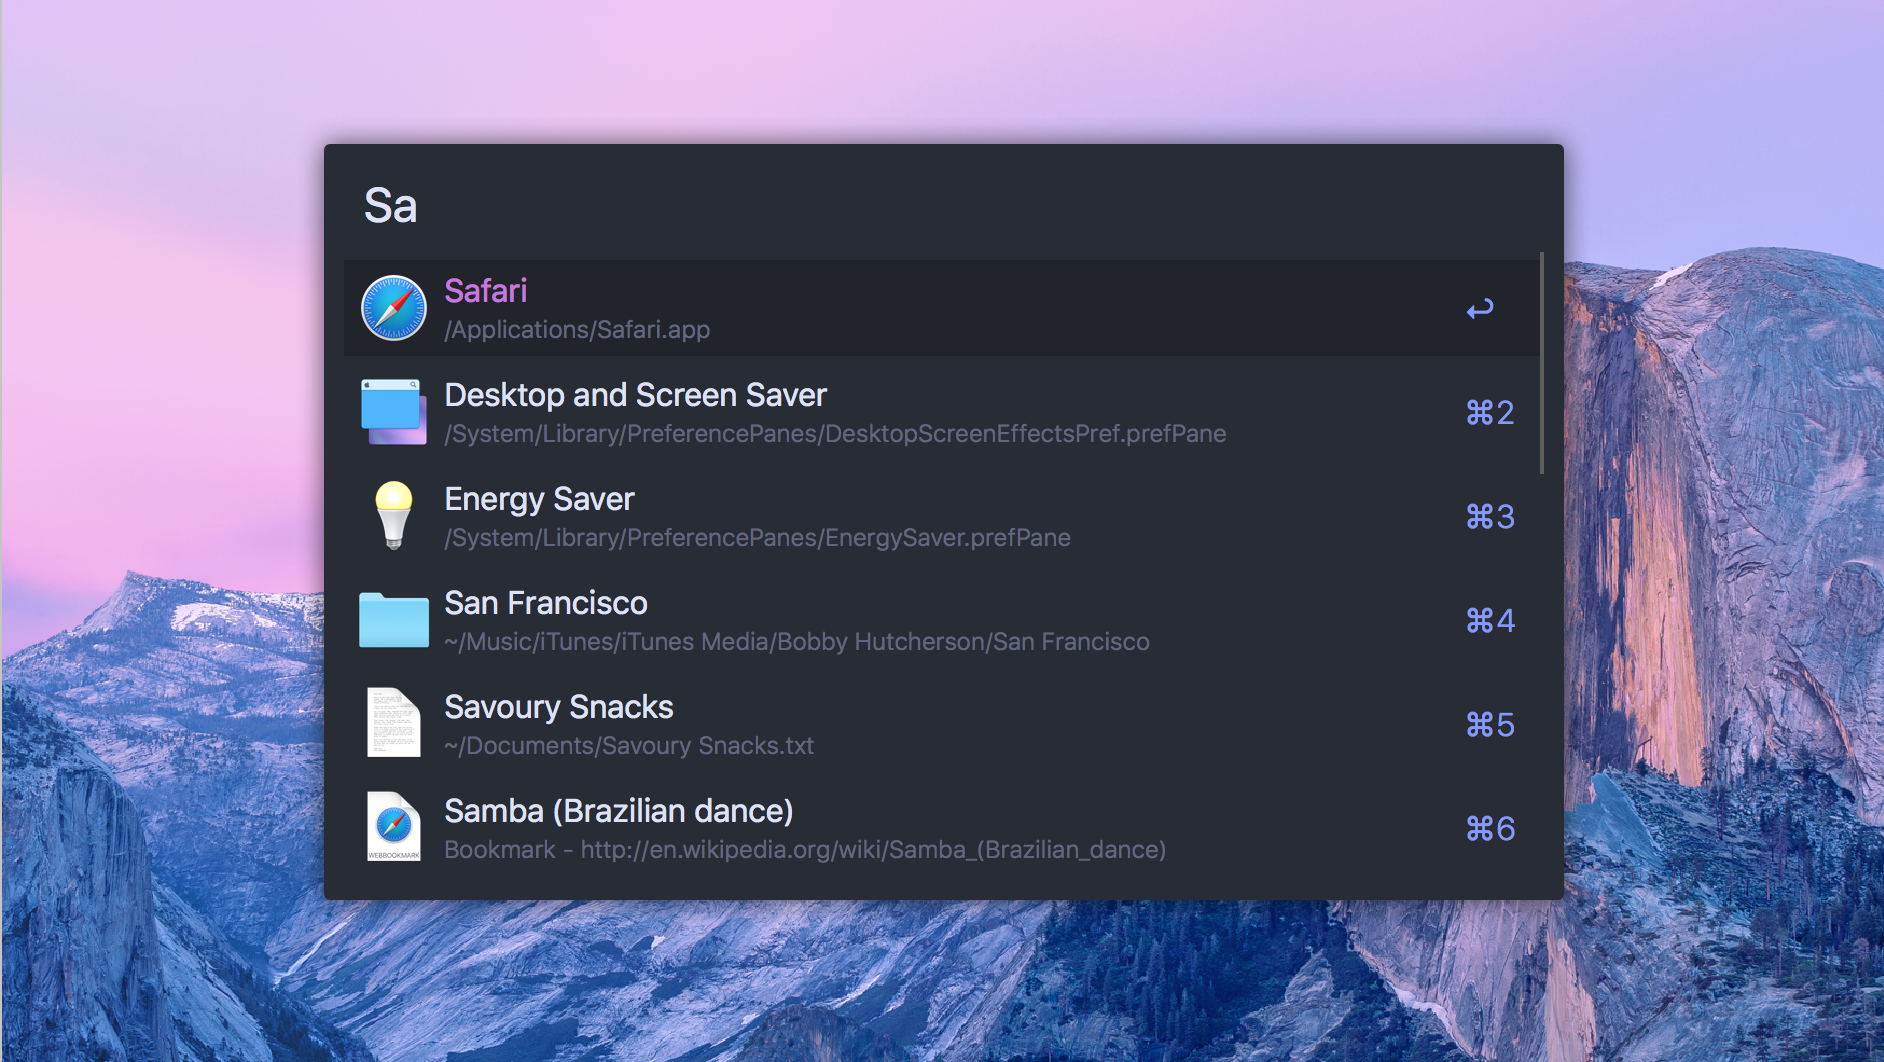 Sa
Safari
/Applications/Safari.app
↩
Desktop and Screen Saver
/System/Library/PreferencePanes/DesktopScreenEffectsPref.prefPane
⌘2
Energy Saver
/System/Library/PreferencePanes/EnergySaver.prefPane
⌘3
San Francisco
~/Music/iTunes/iTunes Media/Bobby Hutcherson/San Francisco
⌘4
Savoury Snacks
~/Documents/Savoury Snacks.txt
⌘5
Samba (Brazilian dance)
Bookmark - http://en.wikipedia.org/wiki/Samba_(Brazilian_dance)
⌘6
WEBBOOKMARK